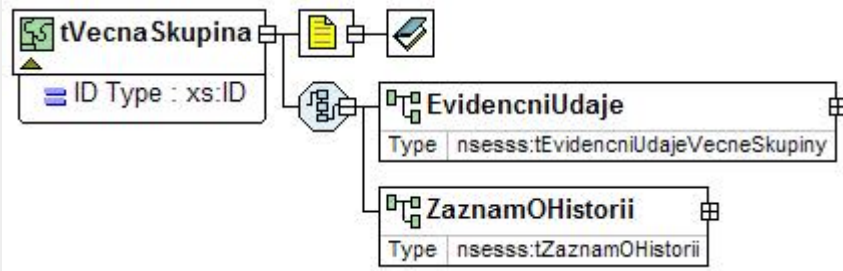 tVecnaSkupina
ID Type : xs:ID
EvidencniUdaje
Type nsesss:tEvidencniUdajeVecneSkupiny
ZaznamOHistorii
Type nsesss:tZaznamOHistorii